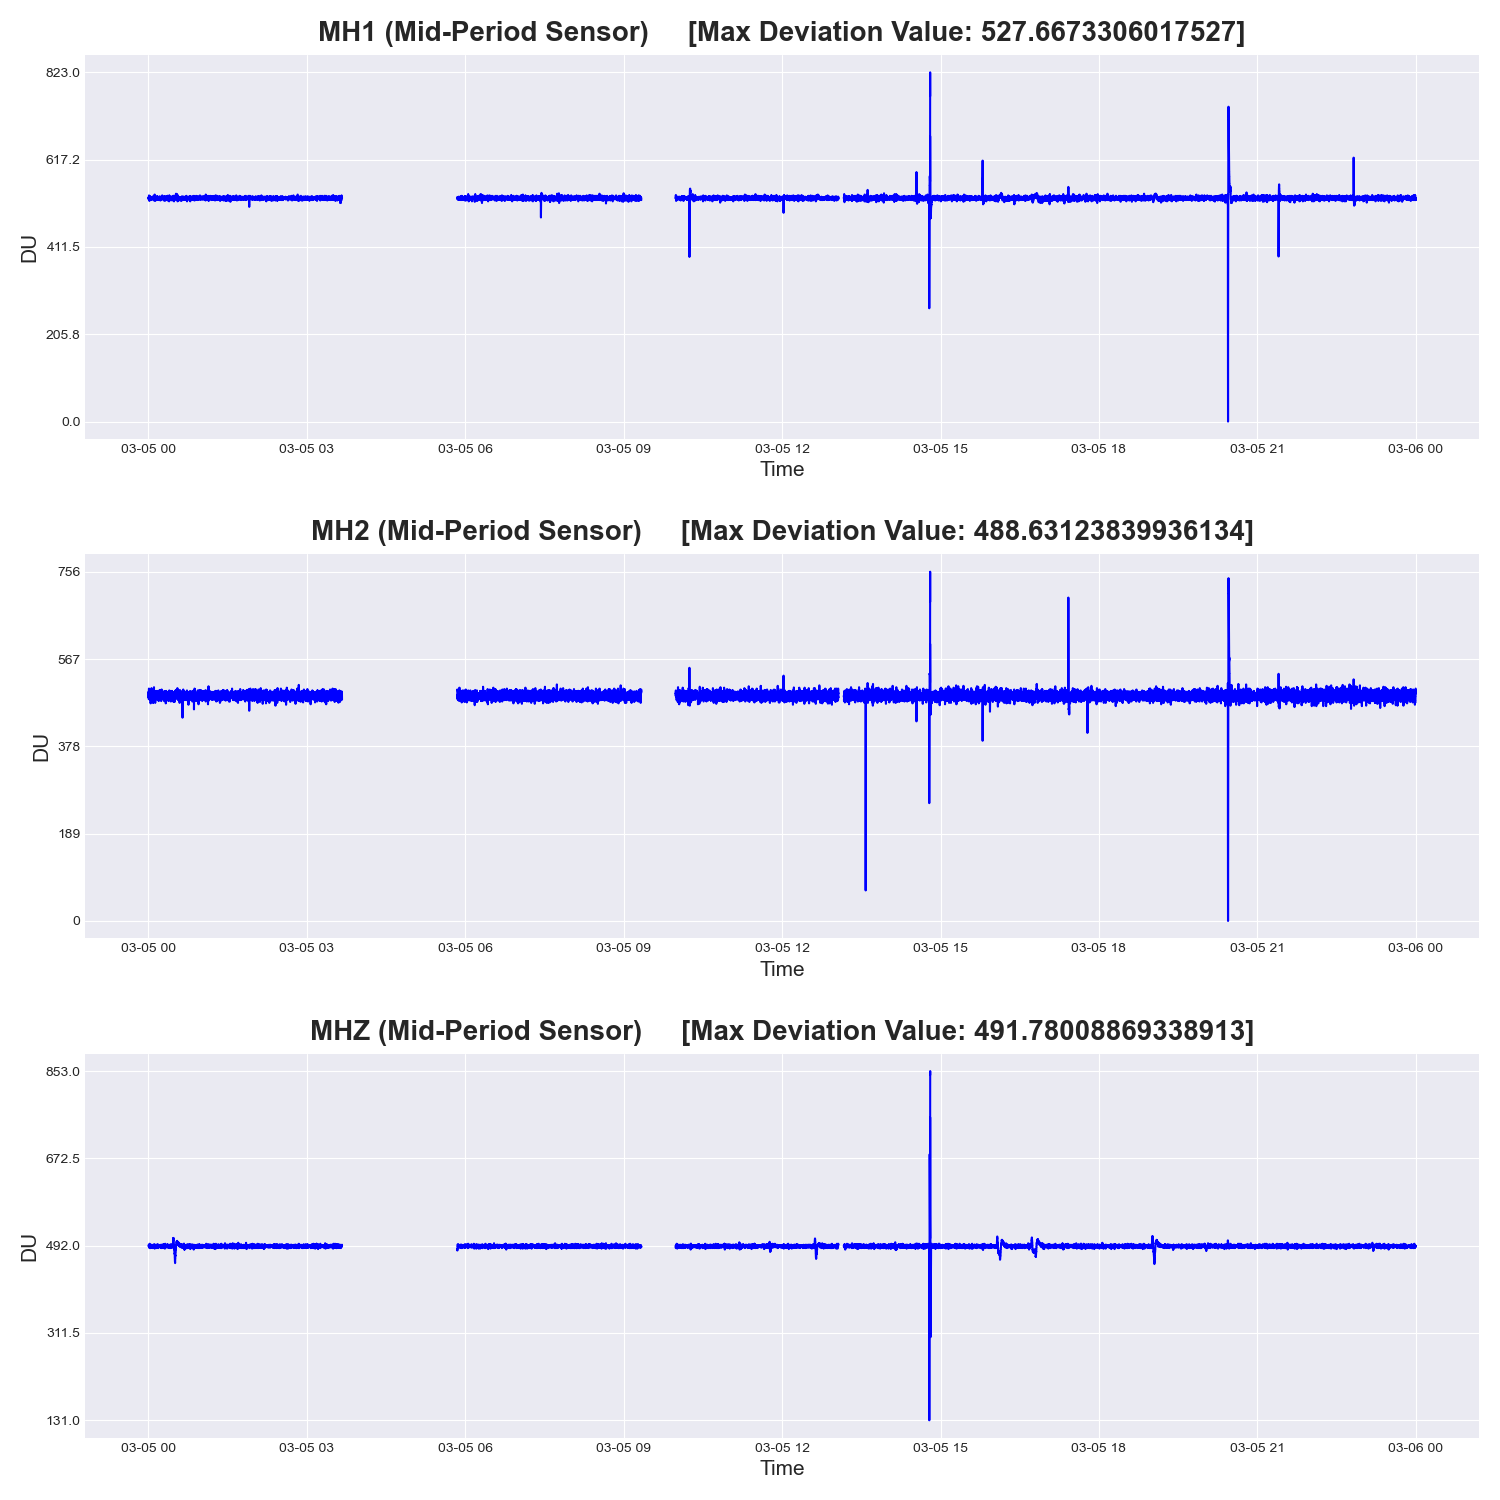 MH1 (Mid-Period Sensor) [Max Deviation Value: 527.6673306017527]
823.0
617.2
411.5
205.8
0.0
DU
03-05 00 03-05 03 03-05 06 03-05 09 03-05 12 03-05 15 03-05 18 03-05 21 03-06 00
Time
MH2 (Mid-Period Sensor) [Max Deviation Value: 488.63123839936134]
756
567
378
189
0
DU
03-05 00 03-05 03 03-05 06 03-05 09 03-05 12 03-05 15 03-05 18 03-05 21 03-06 00
Time
MHZ (Mid-Period Sensor) [Max Deviation Value: 491.78008869338913]
853.0
672.5
492.0
311.5
131.0
DU
03-05 00 03-05 03 03-05 06 03-05 09 03-05 12 03-05 15 03-05 18 03-05 21 03-06 00
Time